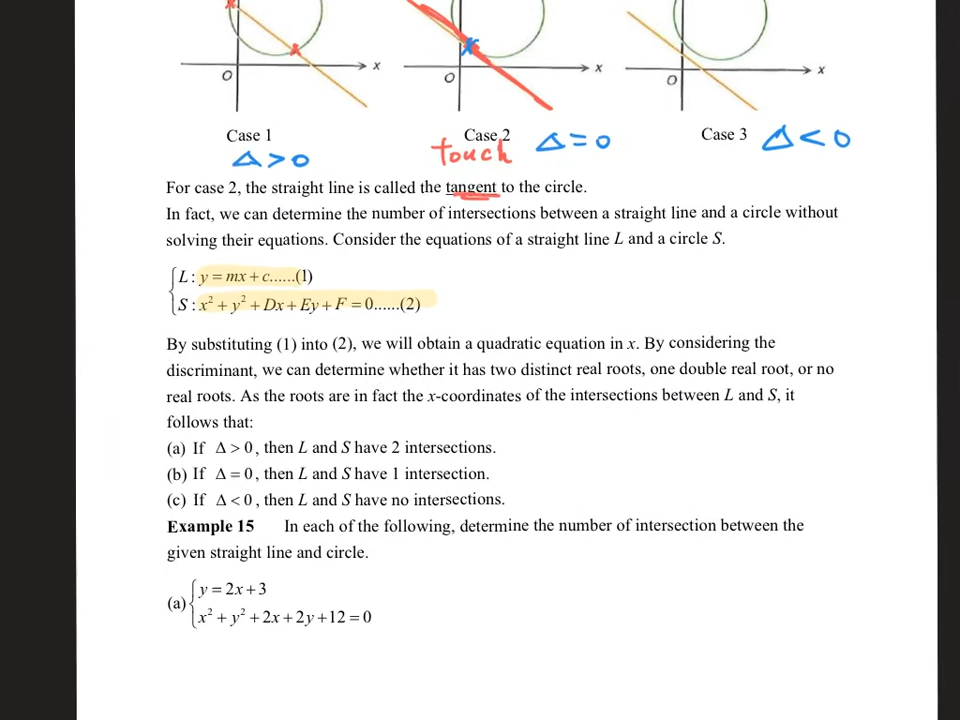 x
x
x
O
O
O
Case 1
Case 2
Case 3
Δ>0
touch
Δ=0
Δ<0
For case 2, the straight line is called the tangent to the circle.
In fact, we can determine the number of intersections between a straight line and a circle without
solving their equations. Consider the equations of a straight line L and a circle S.
{L: y = mx + c......(1)
S: x² + y² + Dx + Ey + F = 0......(2)
By substituting (1) into (2), we will obtain a quadratic equation in x. By considering the
discriminant, we can determine whether it has two distinct real roots, one double real root, or no
real roots. As the roots are in fact the x-coordinates of the intersections between L and S, it
follows that:
(a) If Δ > 0, then L and S have 2 intersections.
(b) If Δ = 0, then L and S have 1 intersection.
(c) If Δ < 0, then L and S have no intersections.
Example 15 In each of the following, determine the number of intersection between the
given straight line and circle.
(a) {y = 2x + 3
x² + y² + 2x + 2y + 12 = 0